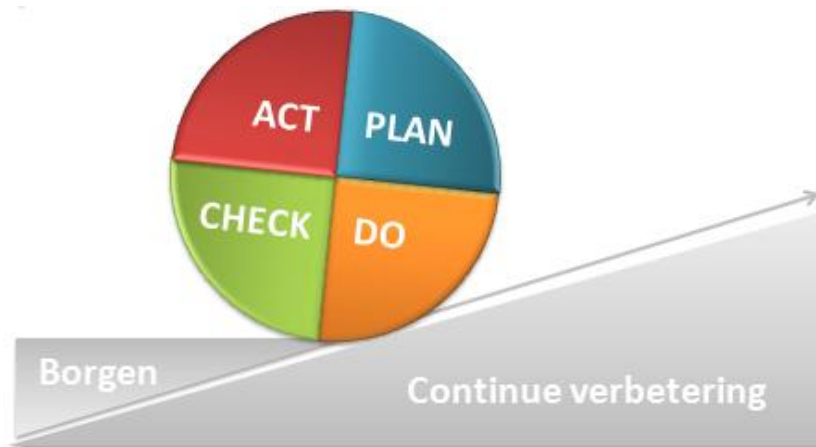 ACT
PLAN
CHECK
DO
Borgen
Continue verbetering